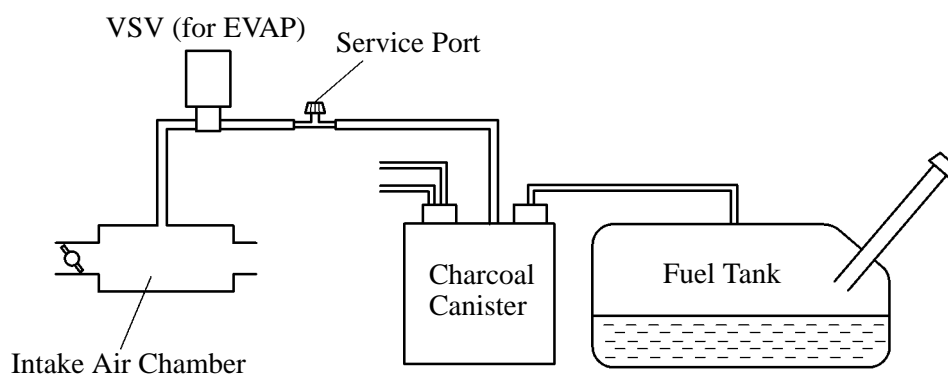 VSV (for EVAP)
Service Port
Charcoal
Canister
Fuel Tank
Intake Air Chamber